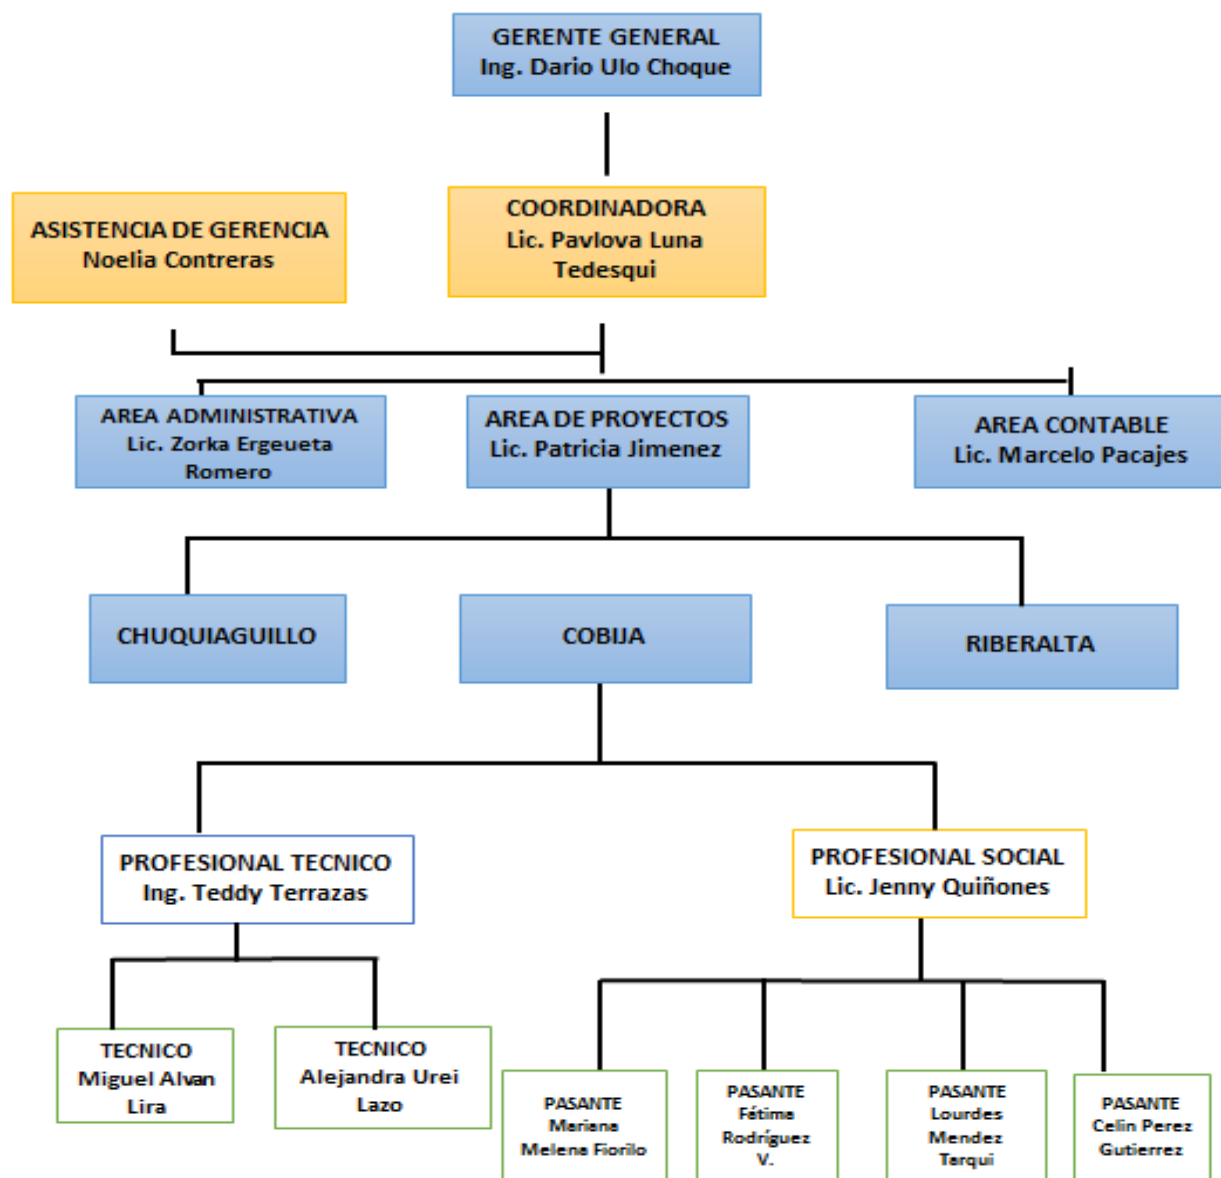 GERENTE GENERAL
Ing. Dario Ulo Choque
ASISTENCIA DE GERENCIA
Noelia Contreras
COORDINADORA
Lic. Pavlova Luna
Tedesqui
AREA ADMINISTRATIVA
Lic. Zorka Ergeueta
Romero
AREA DE PROYECTOS
Lic. Patricia Jimenez
AREA CONTABLE
Lic. Marcelo Pacajes
CHUQUIAGUILLO
COBIJA
RIBERALTA
PROFESIONAL TECNICO
Ing. Teddy Terrazas
PROFESIONAL SOCIAL
Lic. Jenny Quiñones
TECNICO
Miguel Alvan
Lira
TECNICO
Alejandra Urei
Lazo
PASANTE
Mariana
Melena Fiorilo
PASANTE
Fátima
Rodríguez
V.
PASANTE
Lourdes
Mendez
Tarqui
PASANTE
Celin Perez
Gutierrez